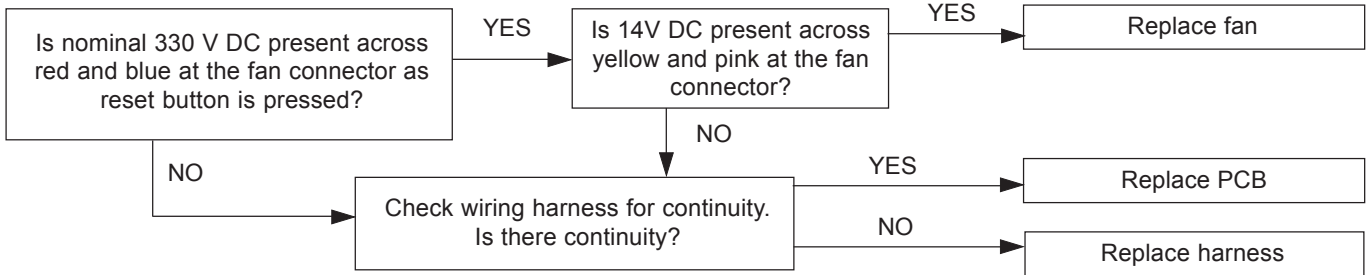 Is nominal 330 V DC present across
red and blue at the fan connector as
reset button is pressed?
YES
Is 14V DC present across
yellow and pink at the fan
connector?
YES
Replace fan
NO
NO
Check wiring harness for continuity.
Is there continuity?
YES
Replace PCB
NO
Replace harness